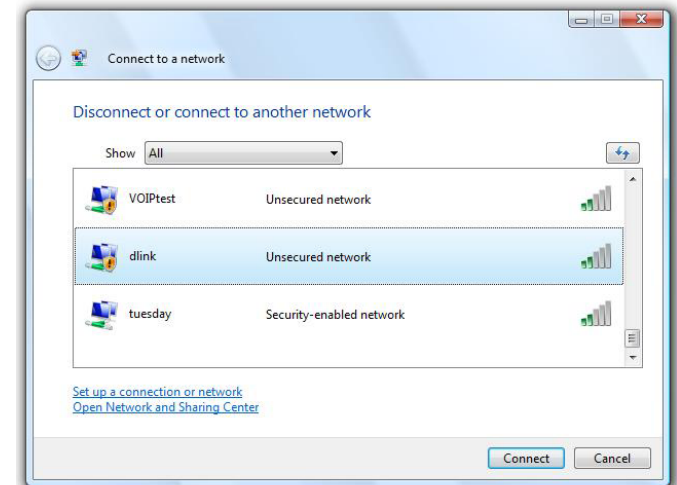 Connect to a network
Disconnect or connect to another network
Show All
VOIPtest Unsecured network
dlink Unsecured network
tuesday Security-enabled network
Set up a connection or network
Open Network and Sharing Center
Connect Cancel